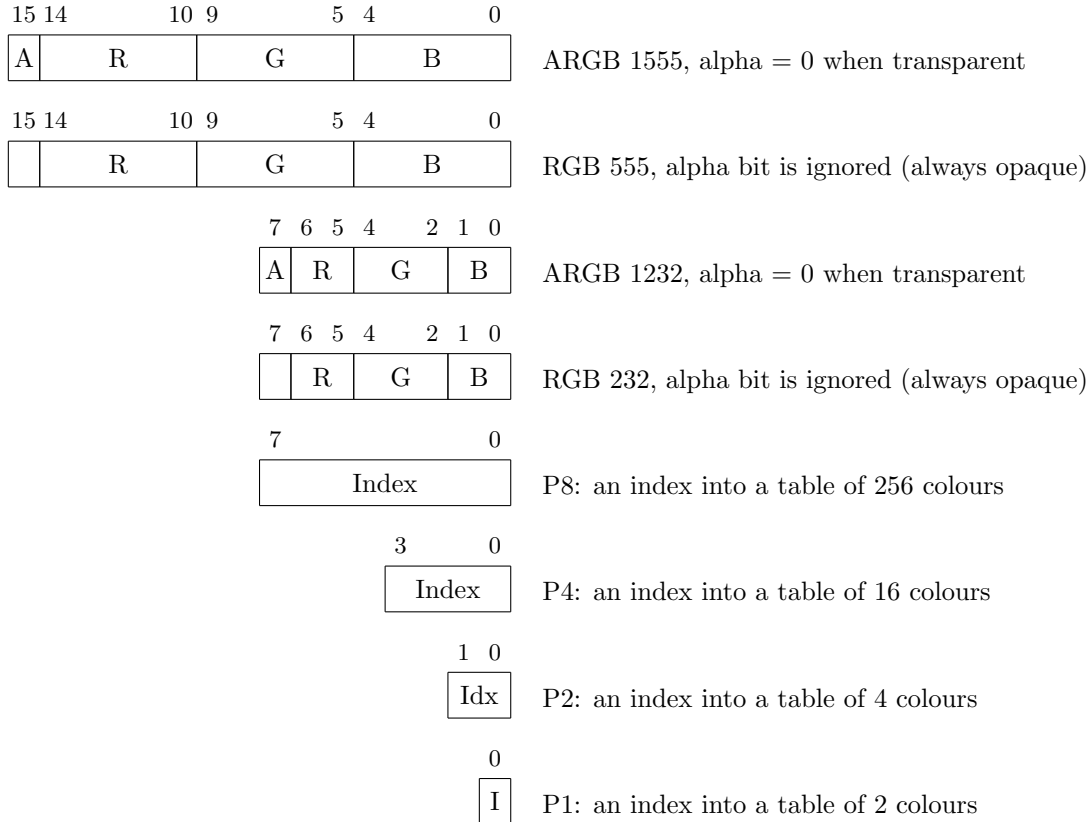 15 14 10 9 5 4 0
A R G B ARGB 1555, alpha = 0 when transparent
15 14 10 9 5 4 0
R G B RGB 555, alpha bit is ignored (always opaque)
7 6 5 4 2 1 0
A R G B ARGB 1232, alpha = 0 when transparent
7 6 5 4 2 1 0
R G B RGB 232, alpha bit is ignored (always opaque)
7 0
Index P8: an index into a table of 256 colours
3 0
Index P4: an index into a table of 16 colours
1 0
Idx P2: an index into a table of 4 colours
0
I P1: an index into a table of 2 colours